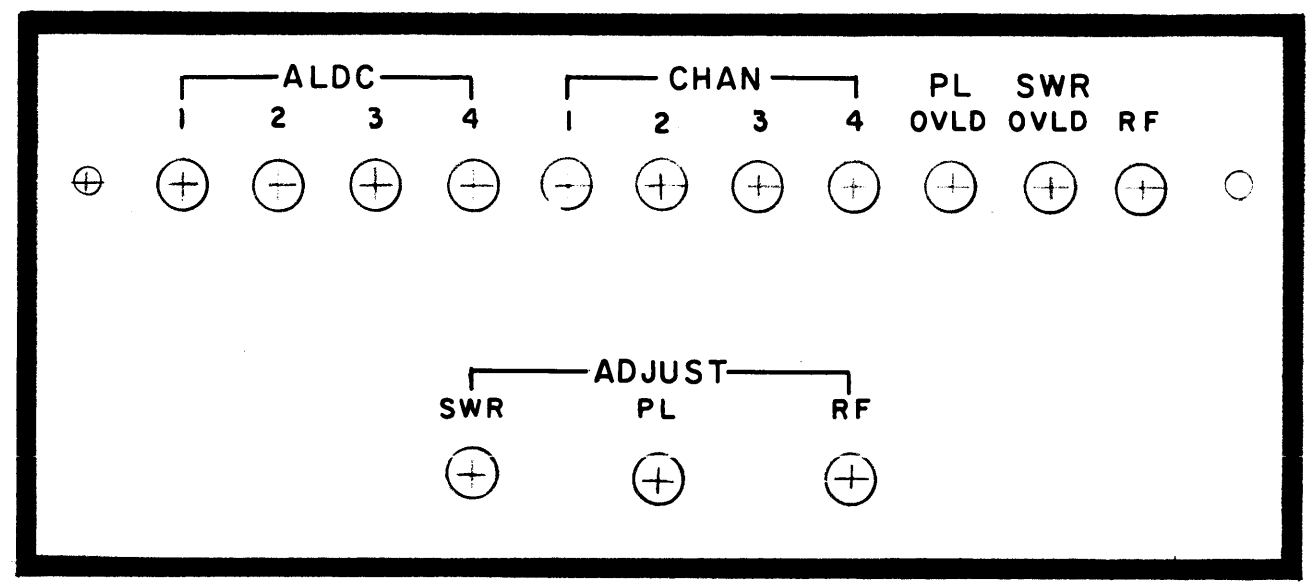 ALDC CHAN PL SWR
1 2 3 4 1 2 3 4 OVLD OVLD RF
ADJUST
SWR PL RF